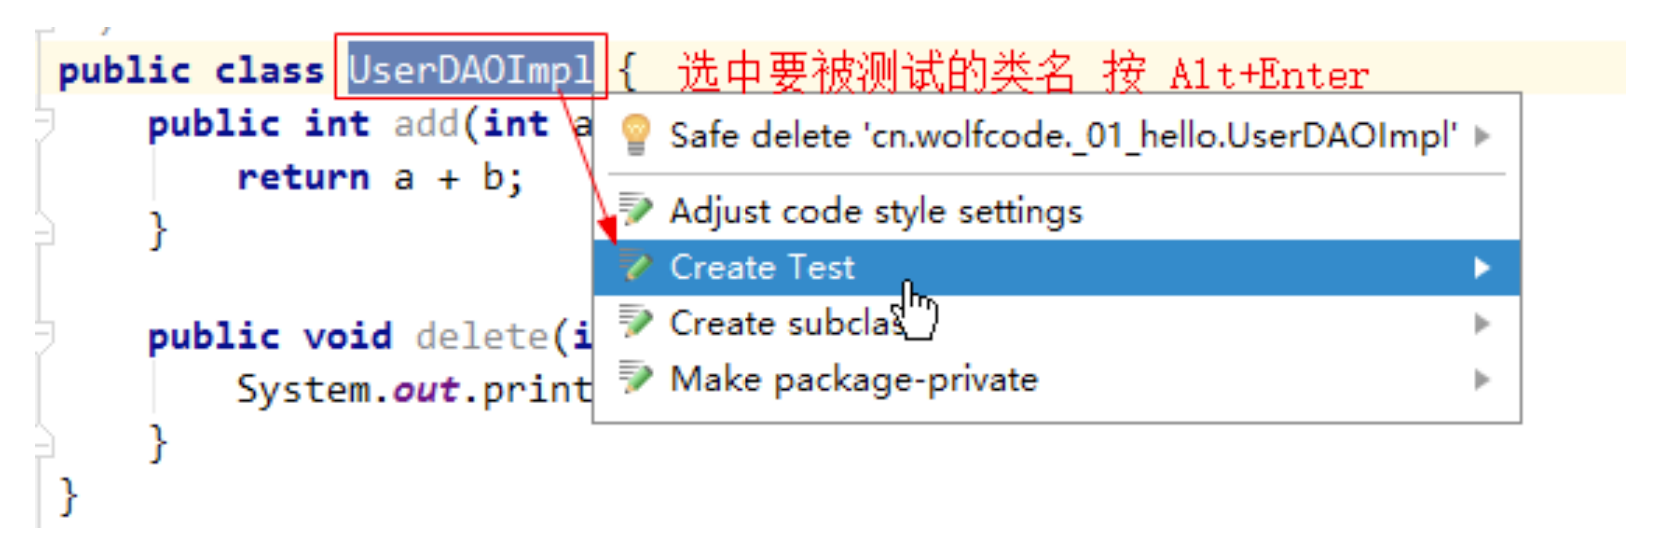 public class UserDAOImpl { 选中要被测试的类名 按 Alt+Enter
public int add(int a
Safe delete 'cn.wolfcode._01_hello.UserDAOImpl'
return a + b;
Adjust code style settings
}
Create Test
public void delete(i
Create subclas
System.out.print
Make package-private
}
}